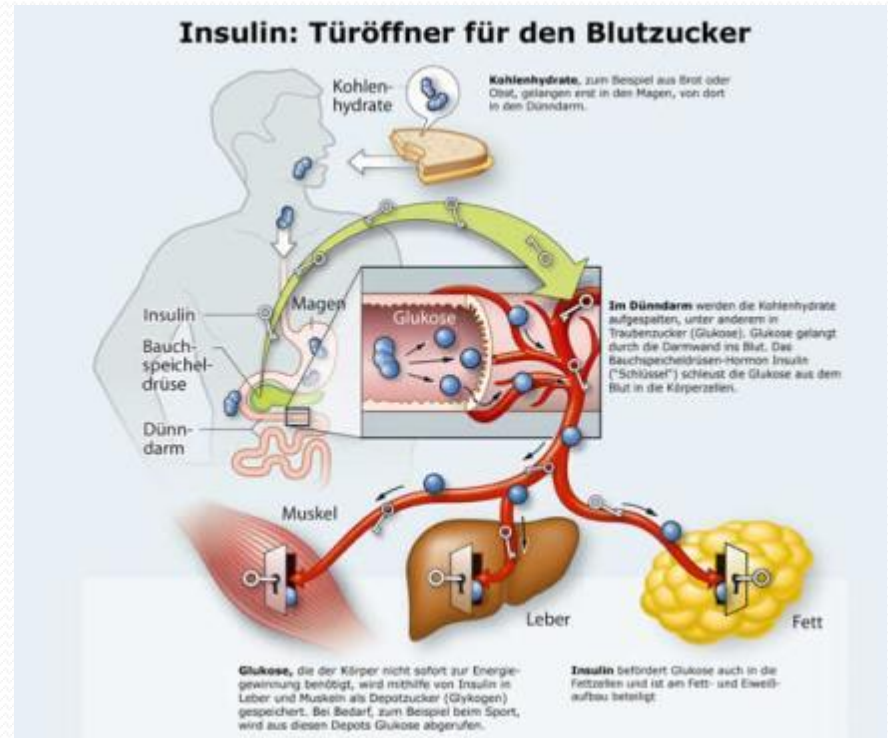 Insulin: Türöffner für den Blutzucker
Kohlen-
hydrate
Kohlenhydrate, zum Beispiel aus Brot oder
Obst, gelangen erst in den Magen, von dort
in den Dünndarm.
Insulin
Magen
Bauch-
speichel-
drüse
Dünn-
darm
Glukose
Im Dünndarm werden die Kohlenhydrate
aufgespalten, unter anderem in
Traubenzucker (Glukose). Glukose gelangt
durch die Darmwand ins Blut. Das
Bauchspeicheldrüsen-Hormon Insulin
("Schlüssel") schleust die Glukose aus dem
Blut in die Körperzellen.
Muskel
Leber
Fett
Glukose, die der Körper nicht sofort zur Energie-
gewinnung benötigt, wird mithilfe von Insulin in
Leber und Muskeln als Depotzucker (Glykogen)
gespeichert. Bei Bedarf, zum Beispiel beim Sport,
wird aus diesen Depots Glukose abgerufen.
Insulin befördert Glukose auch in die
Fettzellen und ist am Fett- und Eiweiß-
aufbau beteiligt